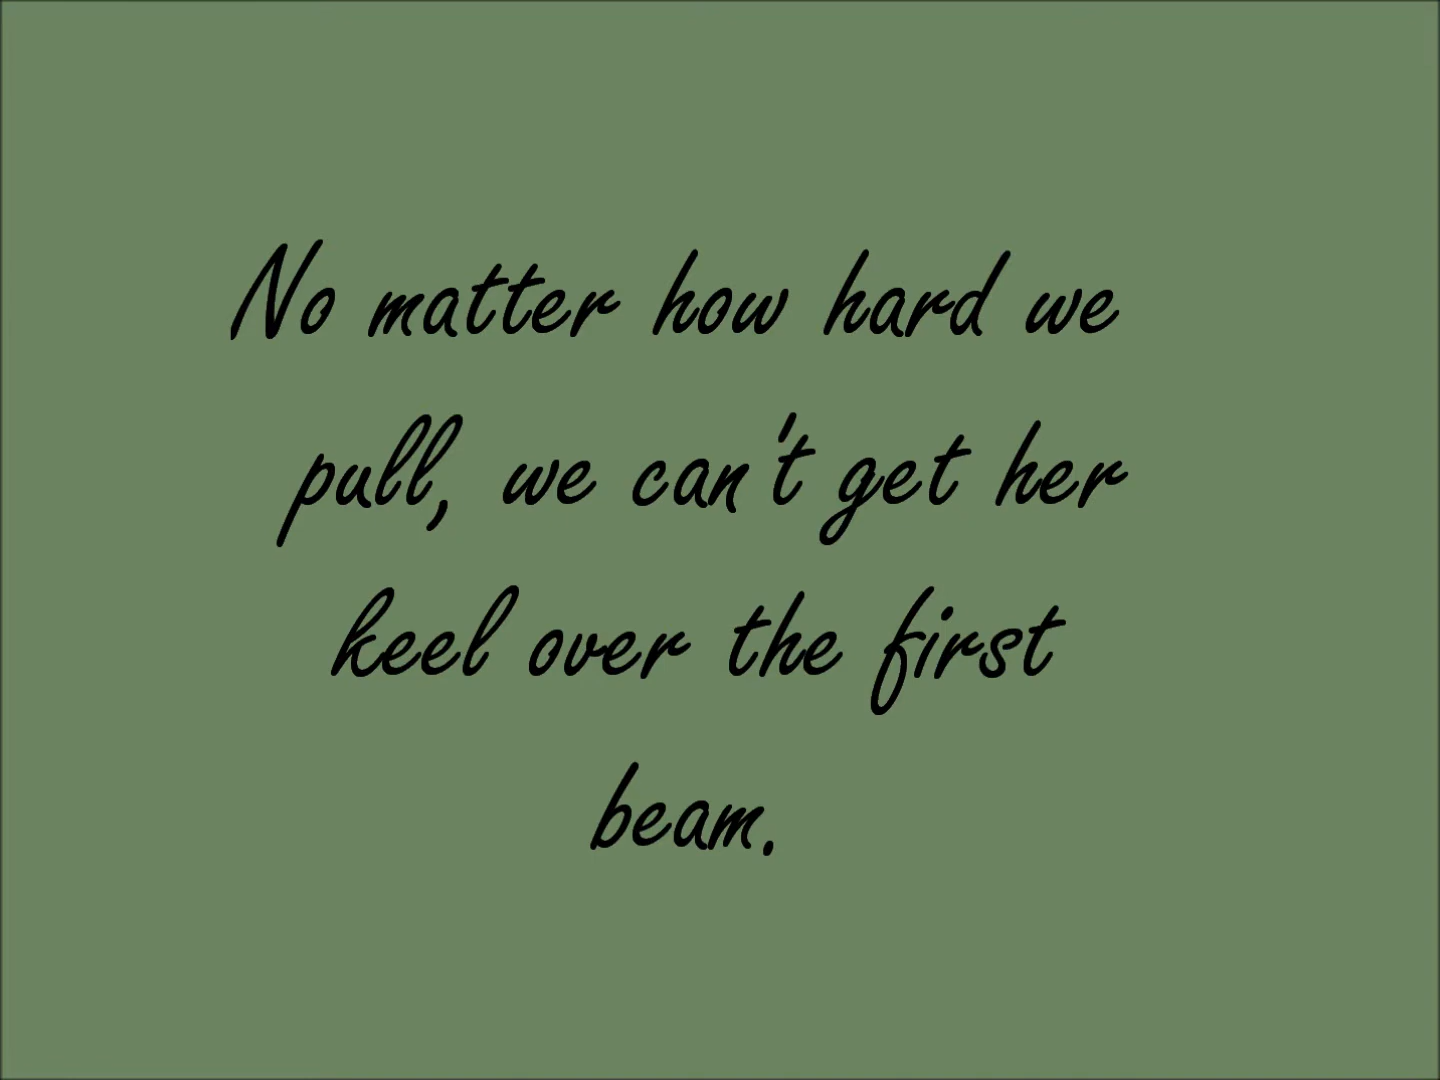 No matter how hard we
pull, we can't get her
keel over the first
beam.